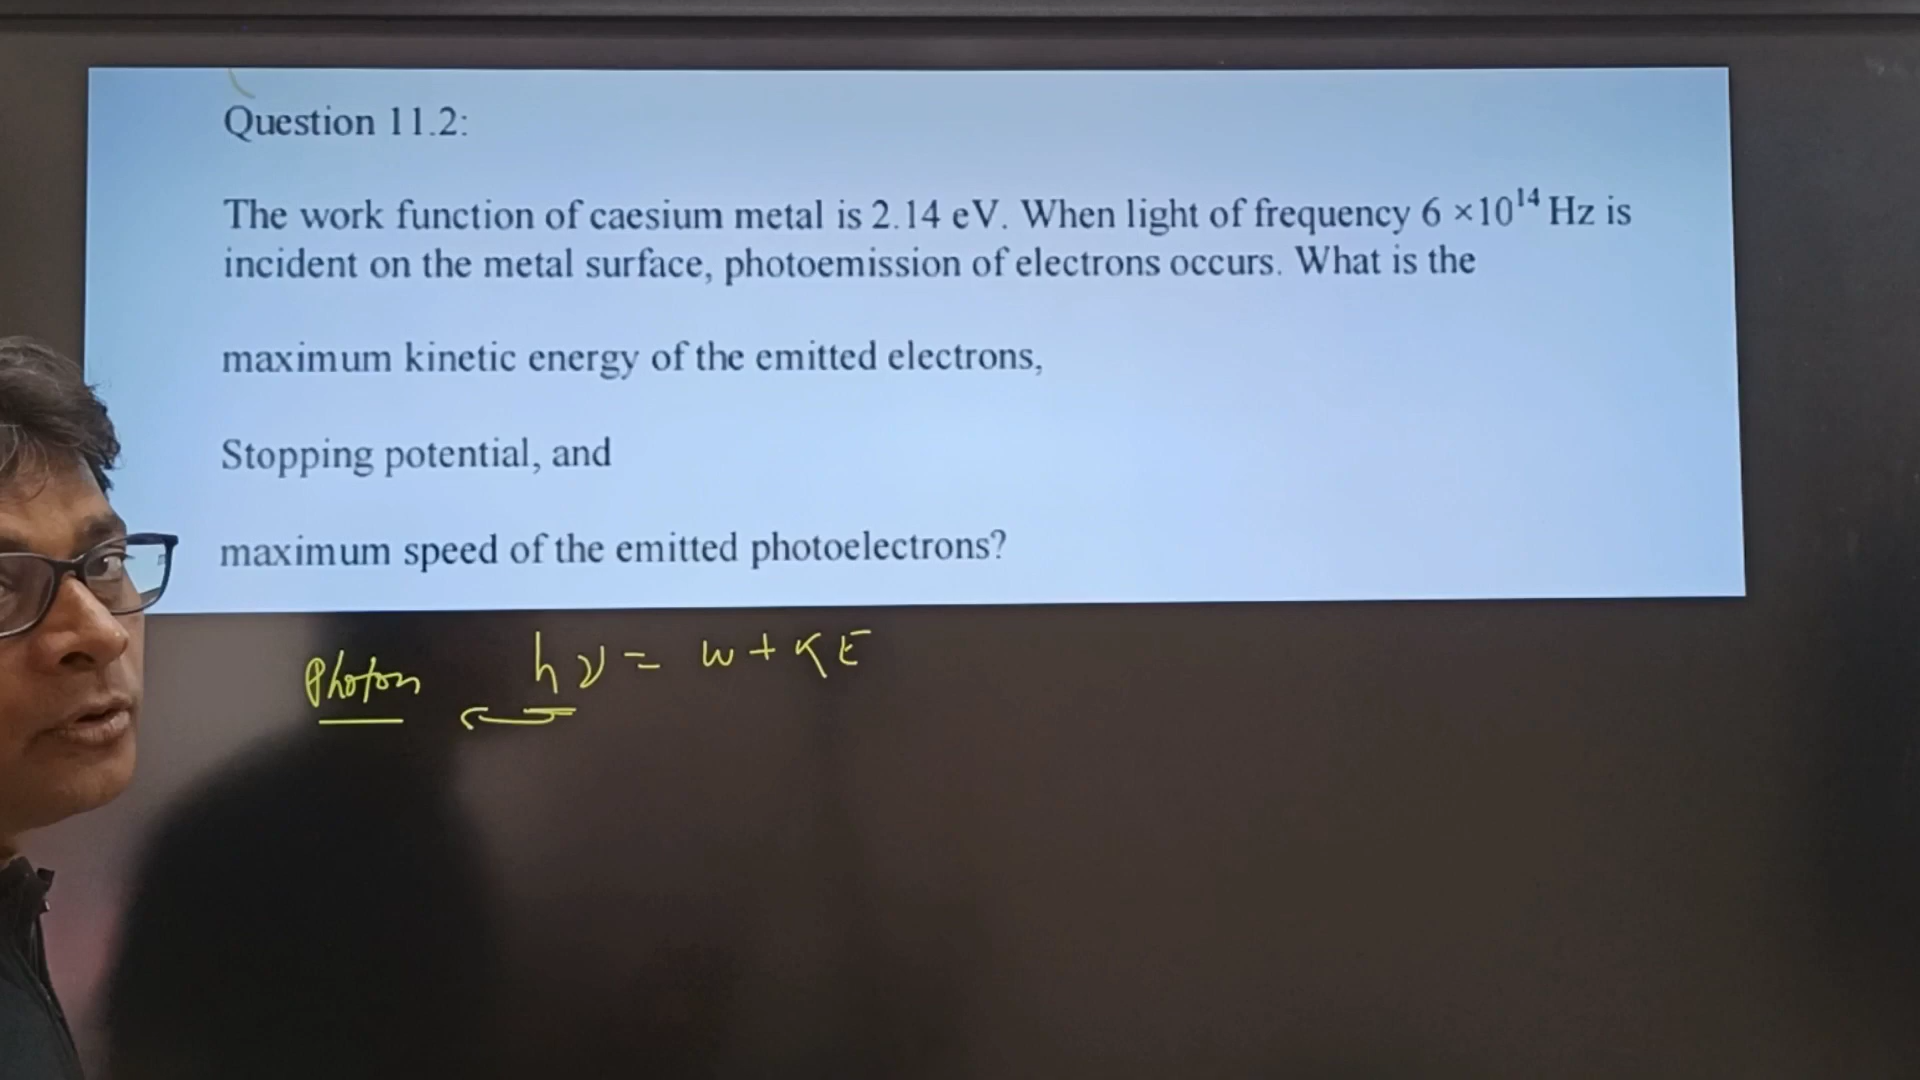 Question 11.2:
The work function of caesium metal is 2.14 eV. When light of frequency 6 ×10¹⁴ Hz is
incident on the metal surface, photoemission of electrons occurs. What is the
maximum kinetic energy of the emitted electrons,
Stopping potential, and
maximum speed of the emitted photoelectrons?
Photon hν = w + KE